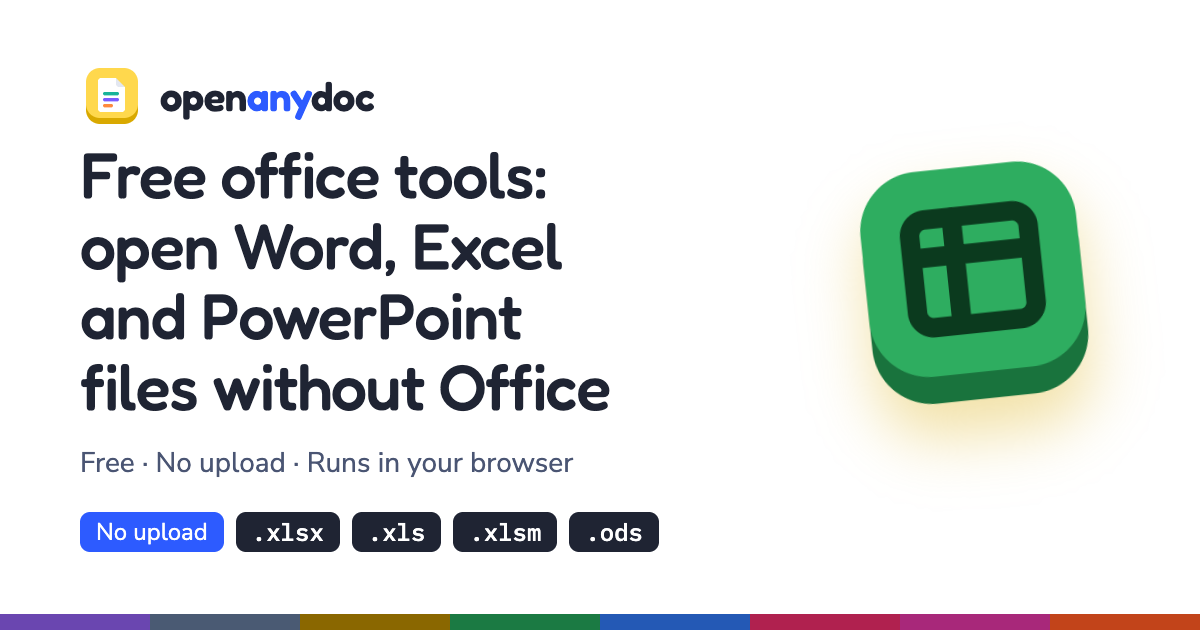 openanydoc
Free office tools:
open Word, Excel
and PowerPoint
files without Office
Free · No upload · Runs in your browser
No upload .xlsx .xls .xlsm .ods